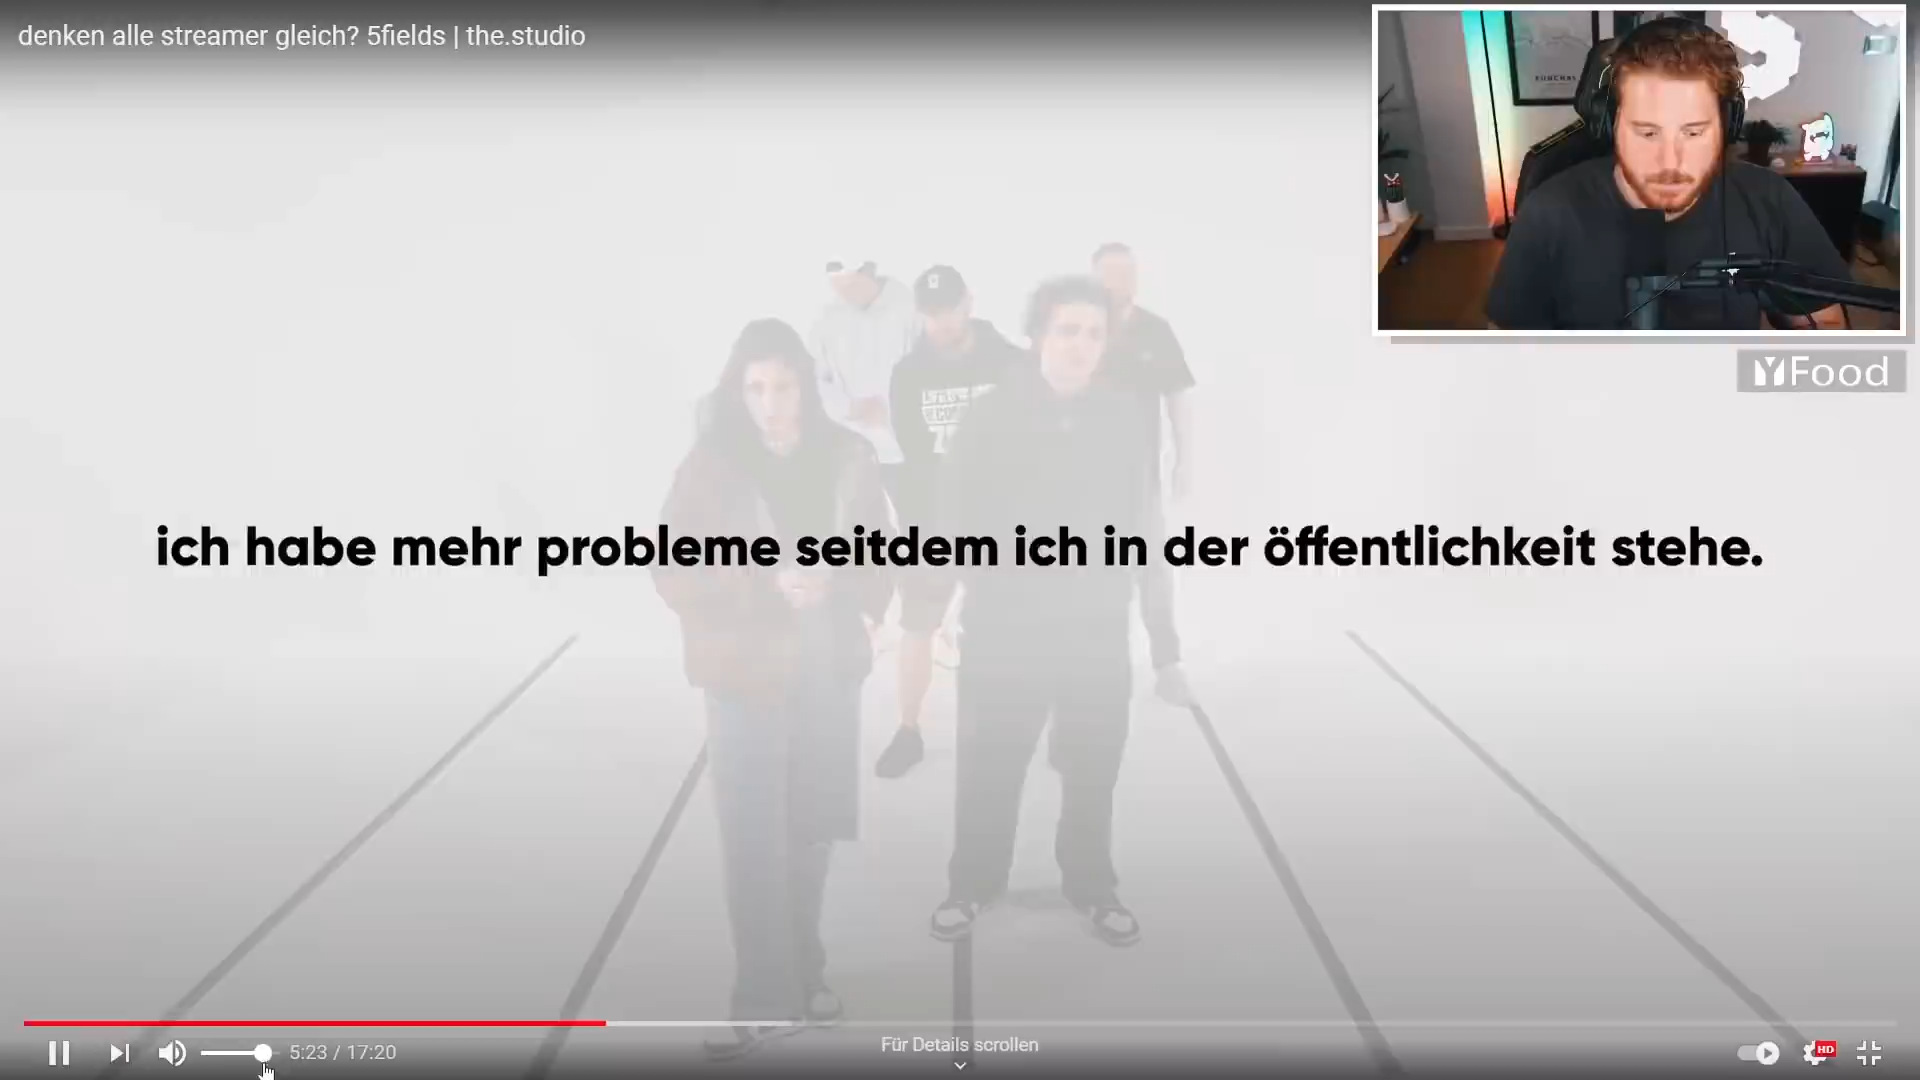 denken alle streamer gleich? 5fields | the.studio
YFood
ich habe mehr probleme seitdem ich in der öffentlichkeit stehe.
5:23 / 17:20
Für Details scrollen
HD